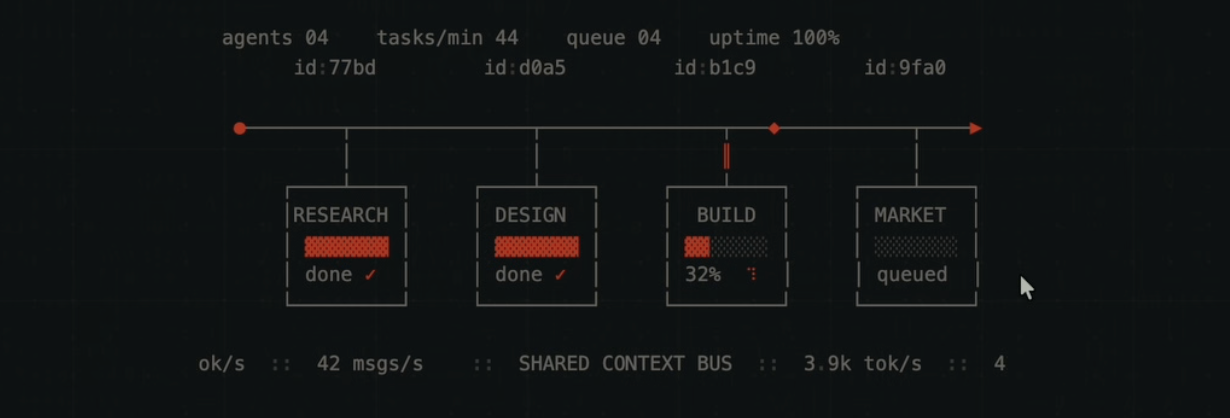 agents 04 tasks/min 44 queue 04 uptime 100%
id:77bd id:d0a5 id:b1c9 id:9fa0
RESEARCH DESIGN BUILD MARKET
done ✓ done ✓ 32% queued
ok/s :: 42 msgs/s :: SHARED CONTEXT BUS :: 3.9k tok/s :: 4